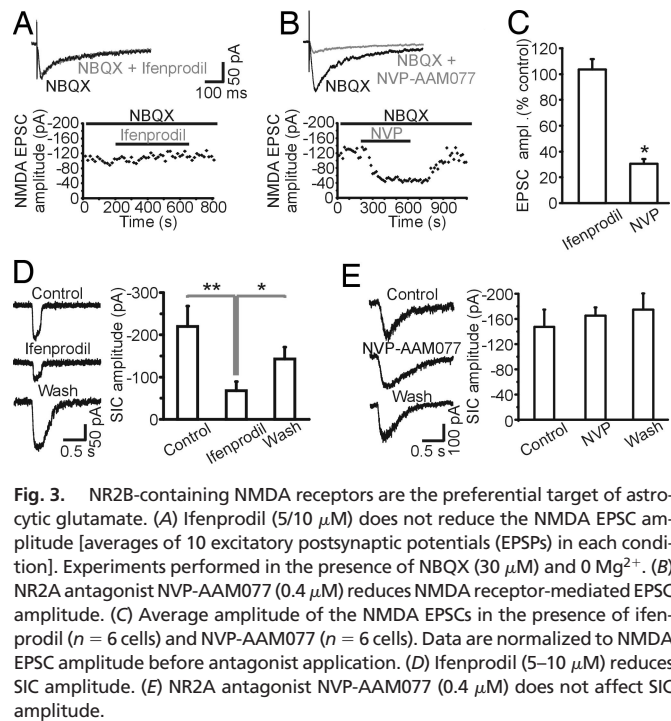 A
NBQX + Ifenprodil
NBQX
50 pA
100 ms
NBQX
Ifenprodil
NMDA EPSC
amplitude (pA)
-200
-160
-120
-80
-40
0
0 200 400 600 800
Time (s)
B
NBQX +
NVP-AAM077
NBQX
NBQX
NVP
NMDA EPSC
amplitude (pA)
-200
-160
-120
-80
-40
0
0 300 600 900
Time (s)
C
EPSC ampl. (% control)
120
100
80
60
40
20
0
*
Ifenprodil
NVP
D
Control
Ifenprodil
Wash
0.5 s
50 pA
SIC amplitude (pA)
-300
-200
-100
0
** *
Control
Ifenprodil
Wash
E
Control
NVP-AAM077
Wash
0.5 s
100 pA
SIC amplitude (pA)
-200
-160
-120
-80
-40
0
Control
NVP
Wash
Fig. 3. NR2B-containing NMDA receptors are the preferential target of astro-
cytic glutamate. (A) Ifenprodil (5/10 μM) does not reduce the NMDA EPSC am-
plitude [averages of 10 excitatory postsynaptic potentials (EPSPs) in each condi-
tion]. Experiments performed in the presence of NBQX (30 μM) and 0 Mg2+. (B)
NR2A antagonist NVP-AAM077 (0.4 μM) reduces NMDA receptor-mediated EPSC
amplitude. (C) Average amplitude of the NMDA EPSCs in the presence of ifen-
prodil (n = 6 cells) and NVP-AAM077 (n = 6 cells). Data are normalized to NMDA
EPSC amplitude before antagonist application. (D) Ifenprodil (5–10 μM) reduces
SIC amplitude. (E) NR2A antagonist NVP-AAM077 (0.4 μM) does not affect SIC
amplitude.